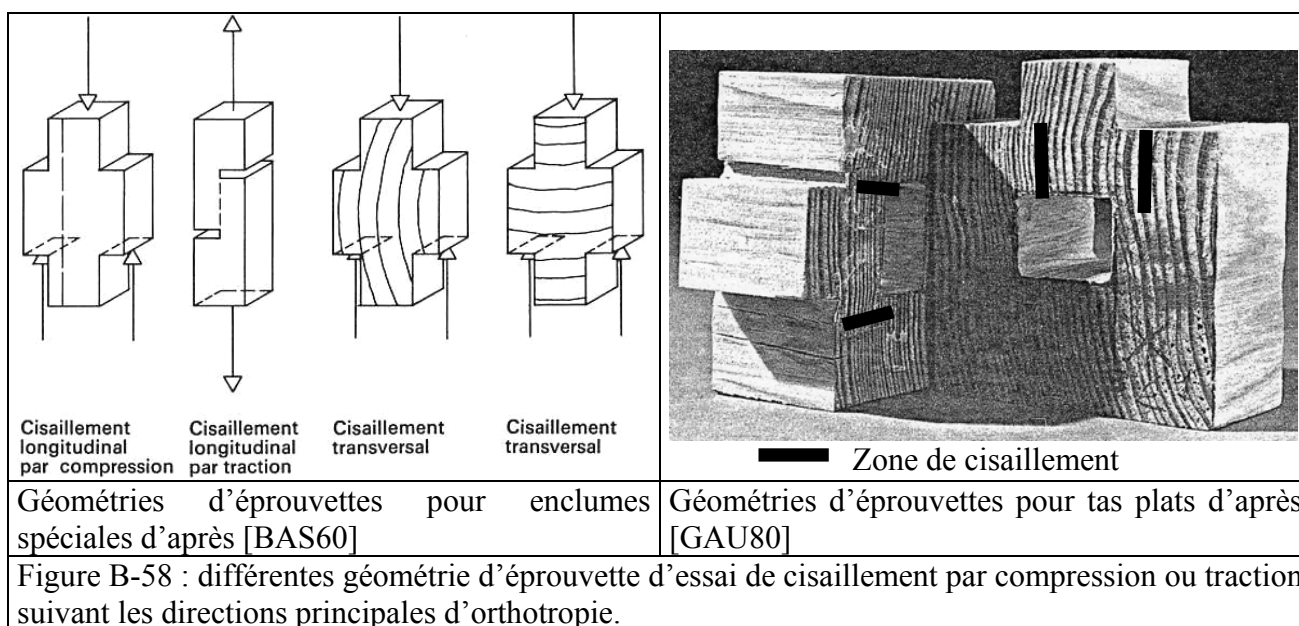 Cisaillement
longitudinal
par compression
Cisaillement
longitudinal
par traction
Cisaillement
transversal
Cisaillement
transversal
Zone de cisaillement
Géométries d’éprouvettes pour enclumes
spéciales d’après [BAS60]
Géométries d’éprouvettes pour tas plats d’après
[GAU80]
Figure B-58 : différentes géométrie d’éprouvette d’essai de cisaillement par compression ou traction
suivant les directions principales d’orthotropie.